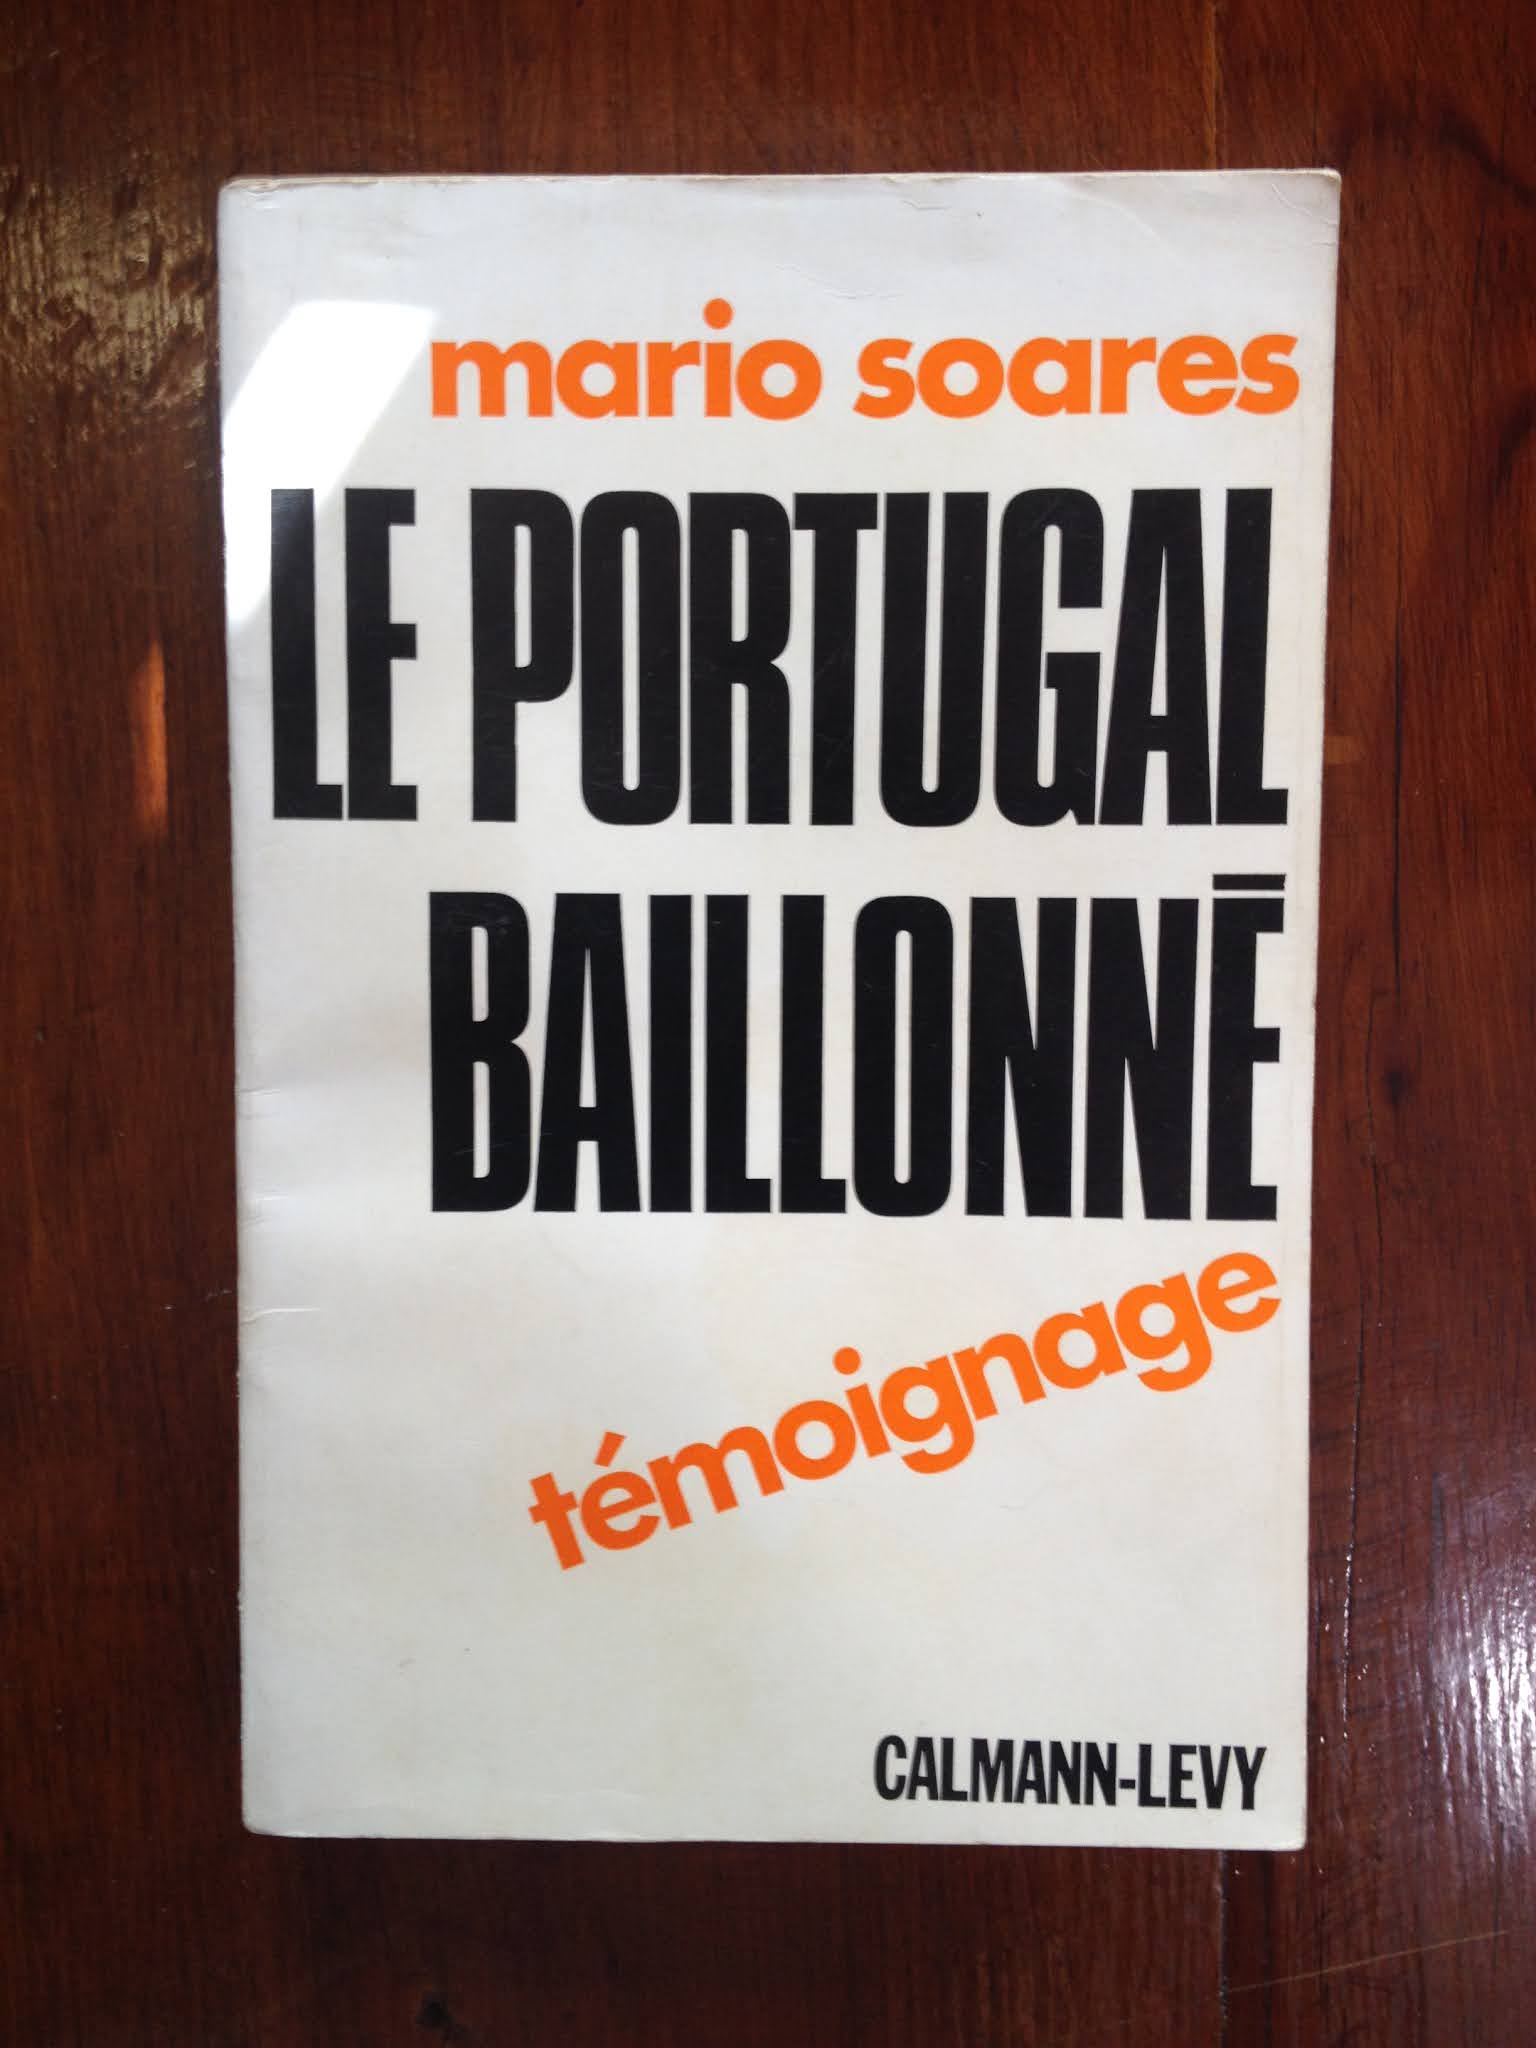 mario soares
LE PORTUGAL
BAILLONNÉ
témoignage
CALMANN-LEVY